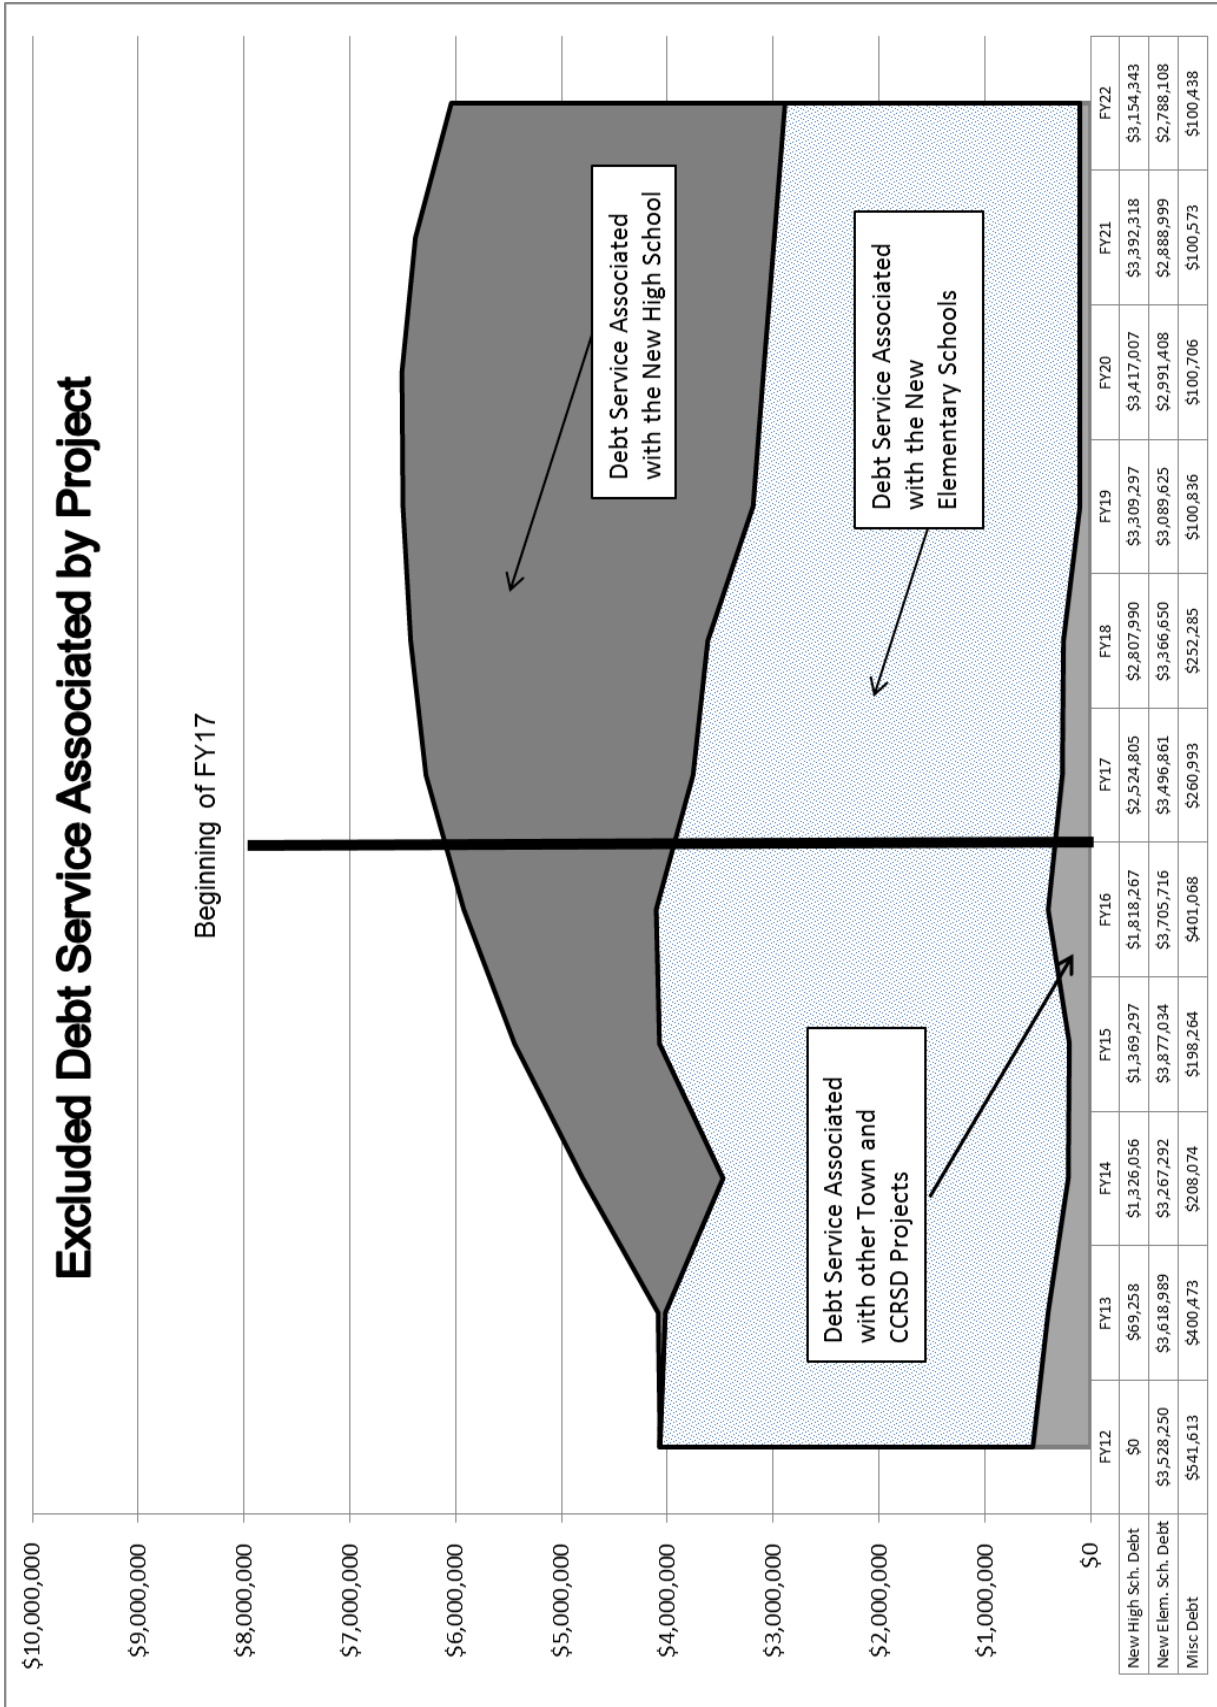 Excluded Debt Service Associated by Project
Beginning of FY17
$10,000,000
$9,000,000
$8,000,000
$7,000,000
$6,000,000
$5,000,000
$4,000,000
$3,000,000
$2,000,000
$1,000,000
$0
Debt Service Associated
with the New High School
Debt Service Associated
with the New
Elementary Schools
Debt Service Associated
with other Town and
CCRSD Projects
FY12 FY13 FY14 FY15 FY16 FY17 FY18 FY19 FY20 FY21 FY22
New High Sch. Debt $0 $69,258 $1,326,056 $1,369,297 $1,818,267 $2,524,805 $2,807,990 $3,309,297 $3,417,007 $3,392,318 $3,154,343
New Elem. Sch. Debt $3,528,250 $3,618,989 $3,267,292 $3,877,034 $3,705,716 $3,496,861 $3,366,650 $3,089,625 $2,991,408 $2,888,999 $2,788,108
Misc Debt $541,613 $400,473 $208,074 $198,264 $401,068 $260,993 $252,285 $100,836 $100,706 $100,573 $100,438